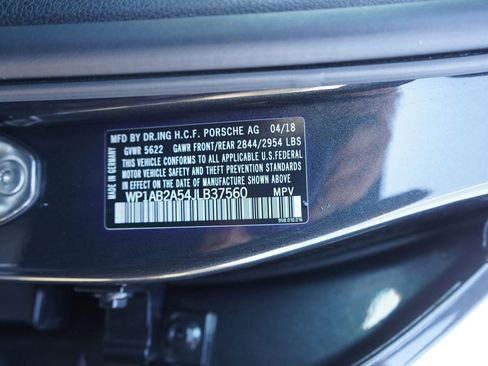 MFD BY DR.ING H.C.F. PORSCHE AG 04/18
GVWR 5622 GAWR FRONT/REAR 2844/2954 LBS
THIS VEHICLE CONFORMS TO ALL APPLICABLE U.S.FEDERAL
MOTOR VEHICLE SAFETY AND THEFT PREVENTION STANDARDS
IN EFFECT ON THE DATE OF MANUFACTURE SHOWN ABOVE.
WP1AB2A54JLB37560 MPV
MADE IN GERMANY